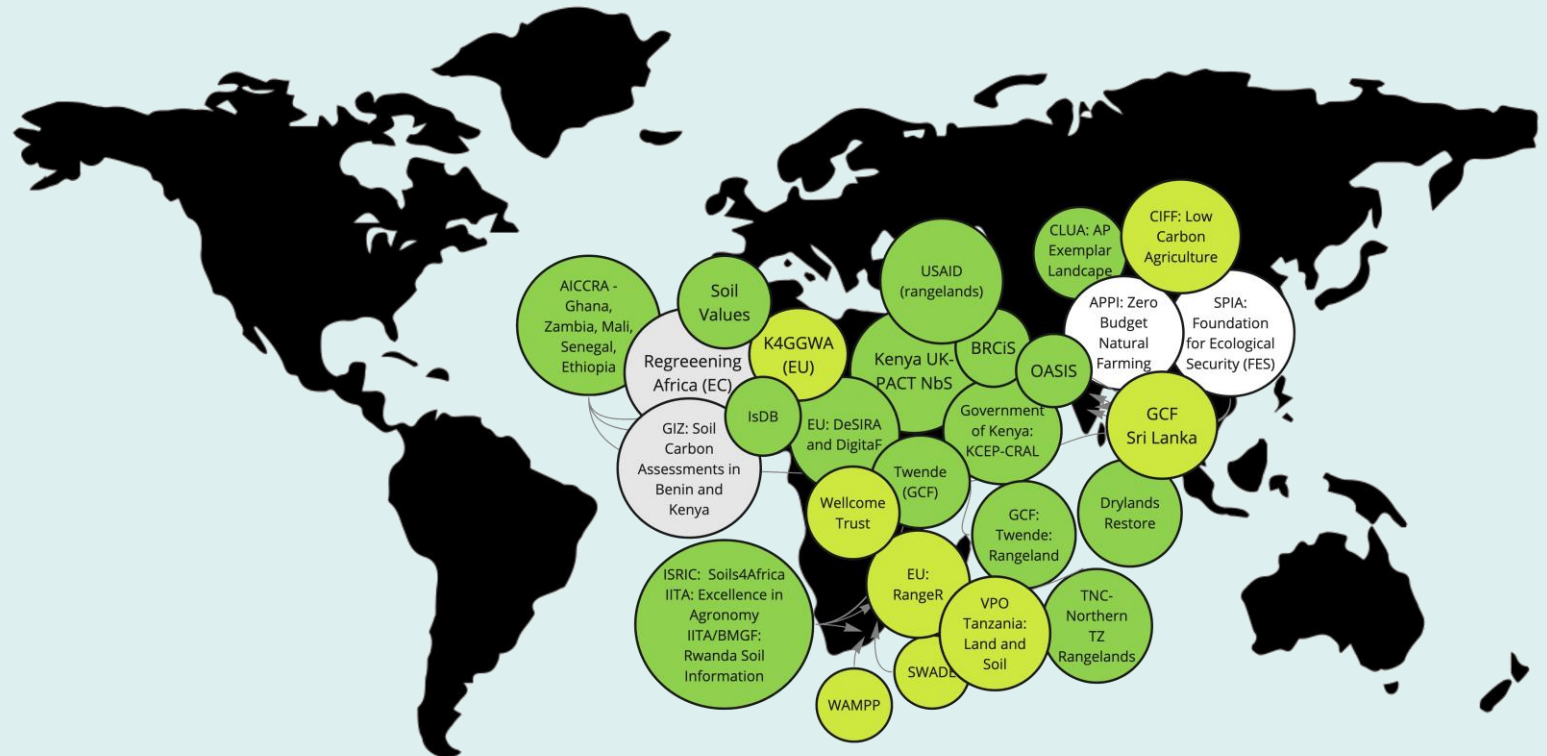 CIFF: Low
Carbon
Agriculture
CLUA: AP
Exemplar
Landcape
USAID
(rangelands)
AICCRA -
Ghana,
Zambia, Mali,
Senegal,
Ethiopia
Soil
Values
APPI: Zero
Budget
Natural
Farming
SPIA:
Foundation
for Ecological
Security (FES)
K4GGWA
(EU)
BRCiS
Regreeening
Africa (EC)
Kenya UK-
PACT NbS
OASIS
IsDB
GCF
Sri Lanka
EU: DeSIRA
and DigitaF
Government
of Kenya:
KCEP-CRAL
GIZ: Soil
Carbon
Assessments in
Benin and
Kenya
Twende
(GCF)
Wellcome
Trust
Drylands
Restore
GCF:
Twende:
Rangeland
ISRIC:  Soils4Africa
IITA: Excellence in
Agronomy
IITA/BMGF:
Rwanda Soil
Information
EU:
RangeR
VPO
Tanzania:
Land and
Soil
TNC-
Northern
TZ
Rangelands
SWADE
WAMPP